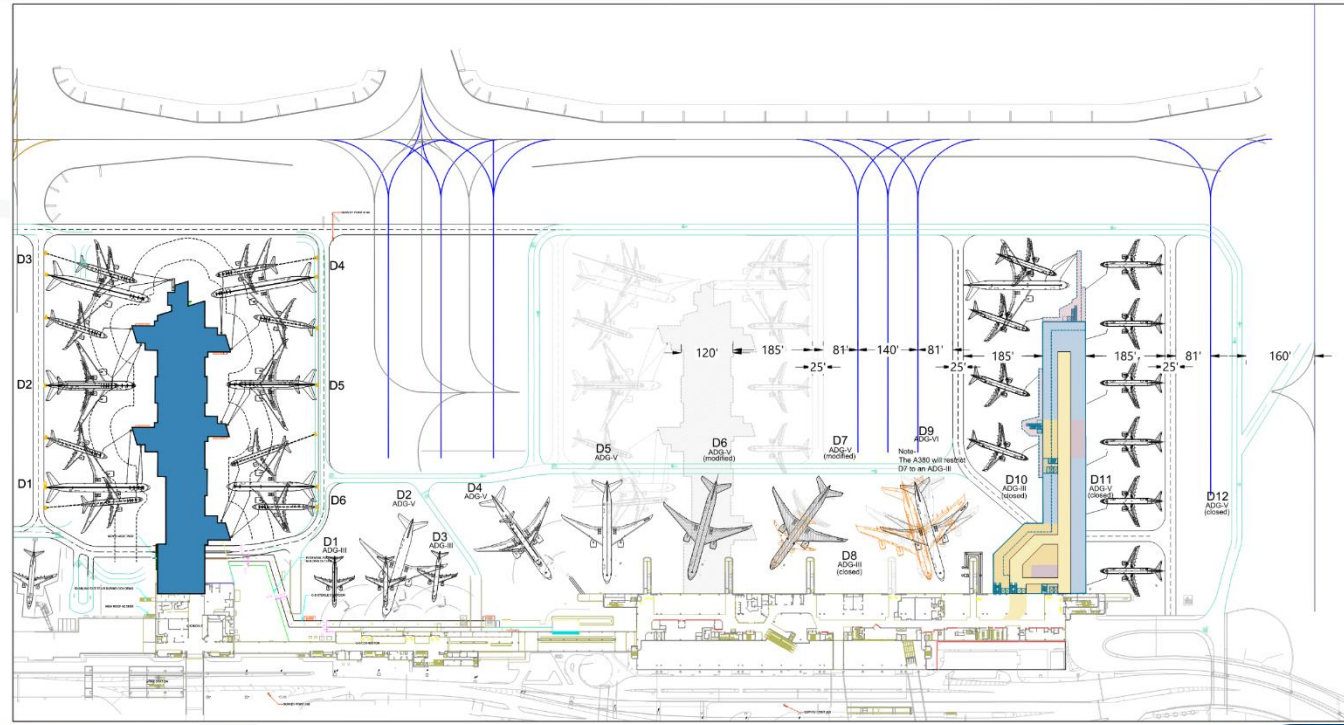 D3
D4
D2
D5
D1
D6
120'
185'
81'
140'
81'
25'
25'
185'
185'
81'
25'
160'
D1
ADG-III
D2
ADG-V
D3
ADG-III
D4
ADG-V
D5
ADG-V
D6
ADG-V
(modified)
D7
ADG-V
(modified)
D9
ADG-VI
Note-
The A380 will restrict
D7 to an ADG-III
D8
ADG-III
(closed)
D10
ADG-III
(closed)
D11
ADG-V
(closed)
D12
ADG-V
(closed)